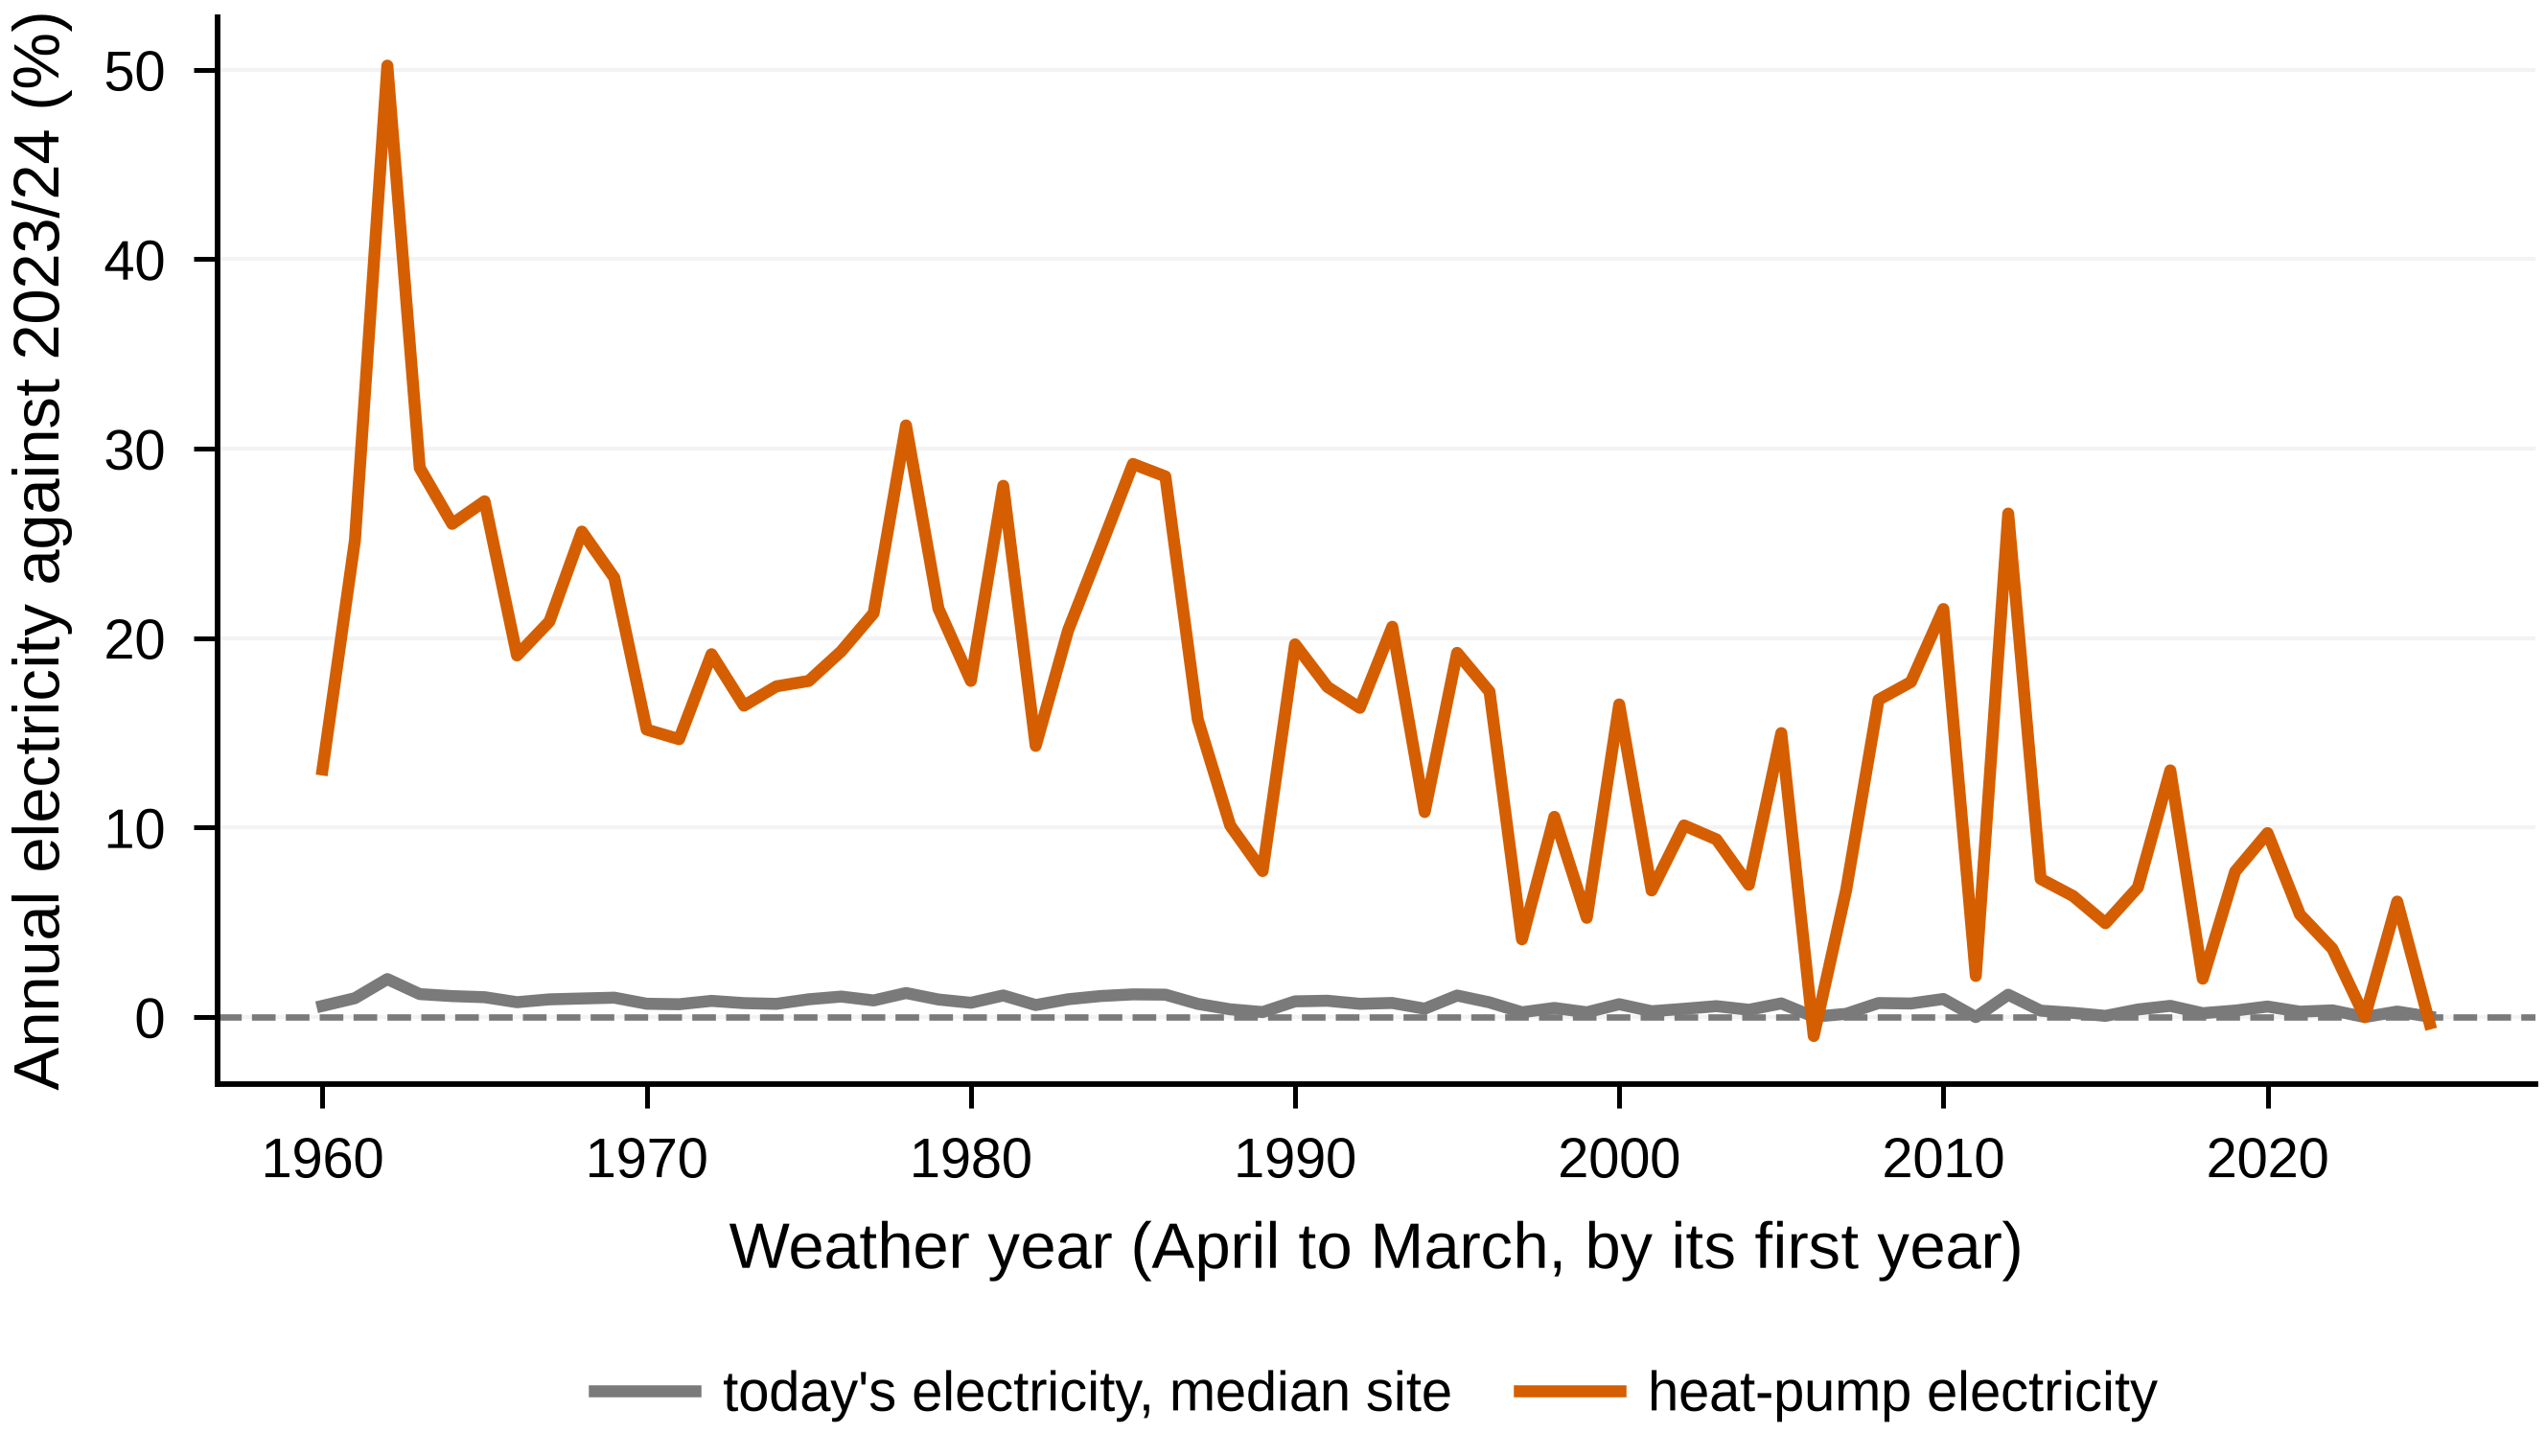 Annual electricity against 2023/24 (%)
50
40
30
20
10
0
1960 1970 1980 1990 2000 2010 2020
Weather year (April to March, by its first year)
today's electricity, median site heat-pump electricity